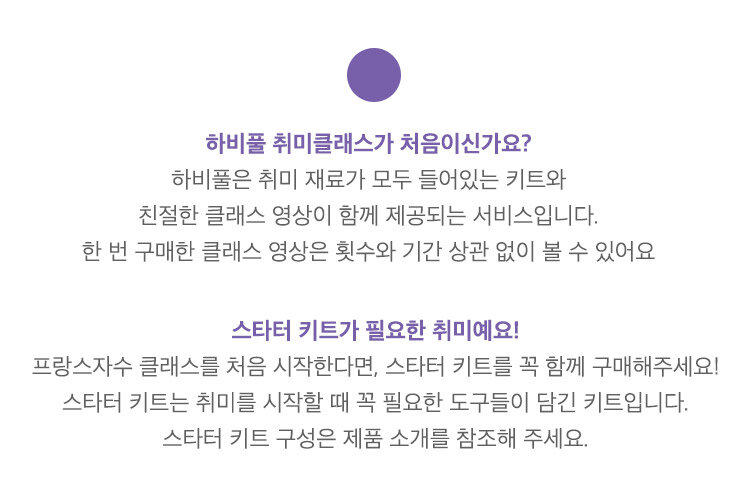 하비풀 취미클래스가 처음이신가요?
하비풀은 취미 재료가 모두 들어있는 키트와
친절한 클래스 영상이 함께 제공되는 서비스입니다.
한 번 구매한 클래스 영상은 횟수와 기간 상관 없이 볼 수 있어요
스타터 키트가 필요한 취미예요!
프랑스자수 클래스를 처음 시작한다면, 스타터 키트를 꼭 함께 구매해주세요!
스타터 키트는 취미를 시작할 때 꼭 필요한 도구들이 담긴 키트입니다.
스타터 키트 구성은 제품 소개를 참조해 주세요.